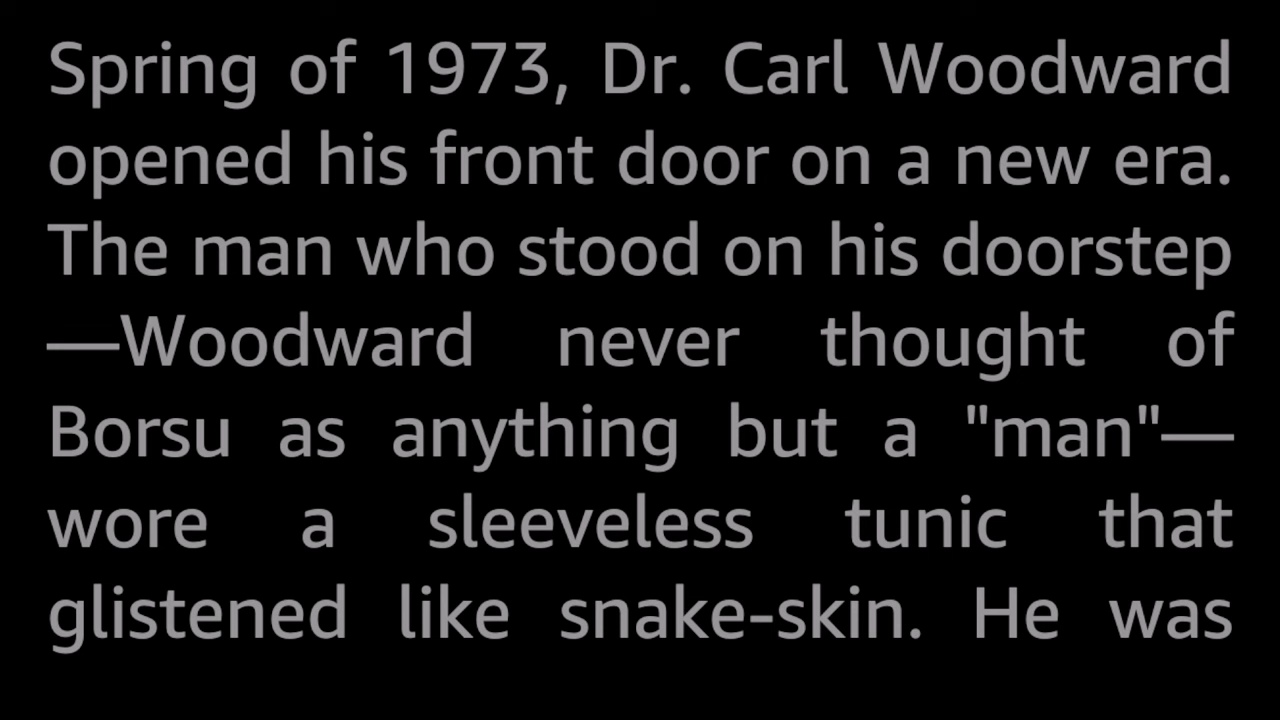 Spring of 1973, Dr. Carl Woodward
opened his front door on a new era.
The man who stood on his doorstep
—Woodward never thought of
Borsu as anything but a "man"—
wore a sleeveless tunic that
glistened like snake-skin. He was